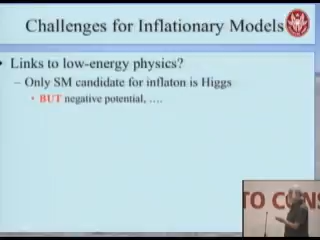 Challenges for Inflationary Models
• Links to low-energy physics?
– Only SM candidate for inflaton is Higgs
• BUT negative potential, ….
TO CONS